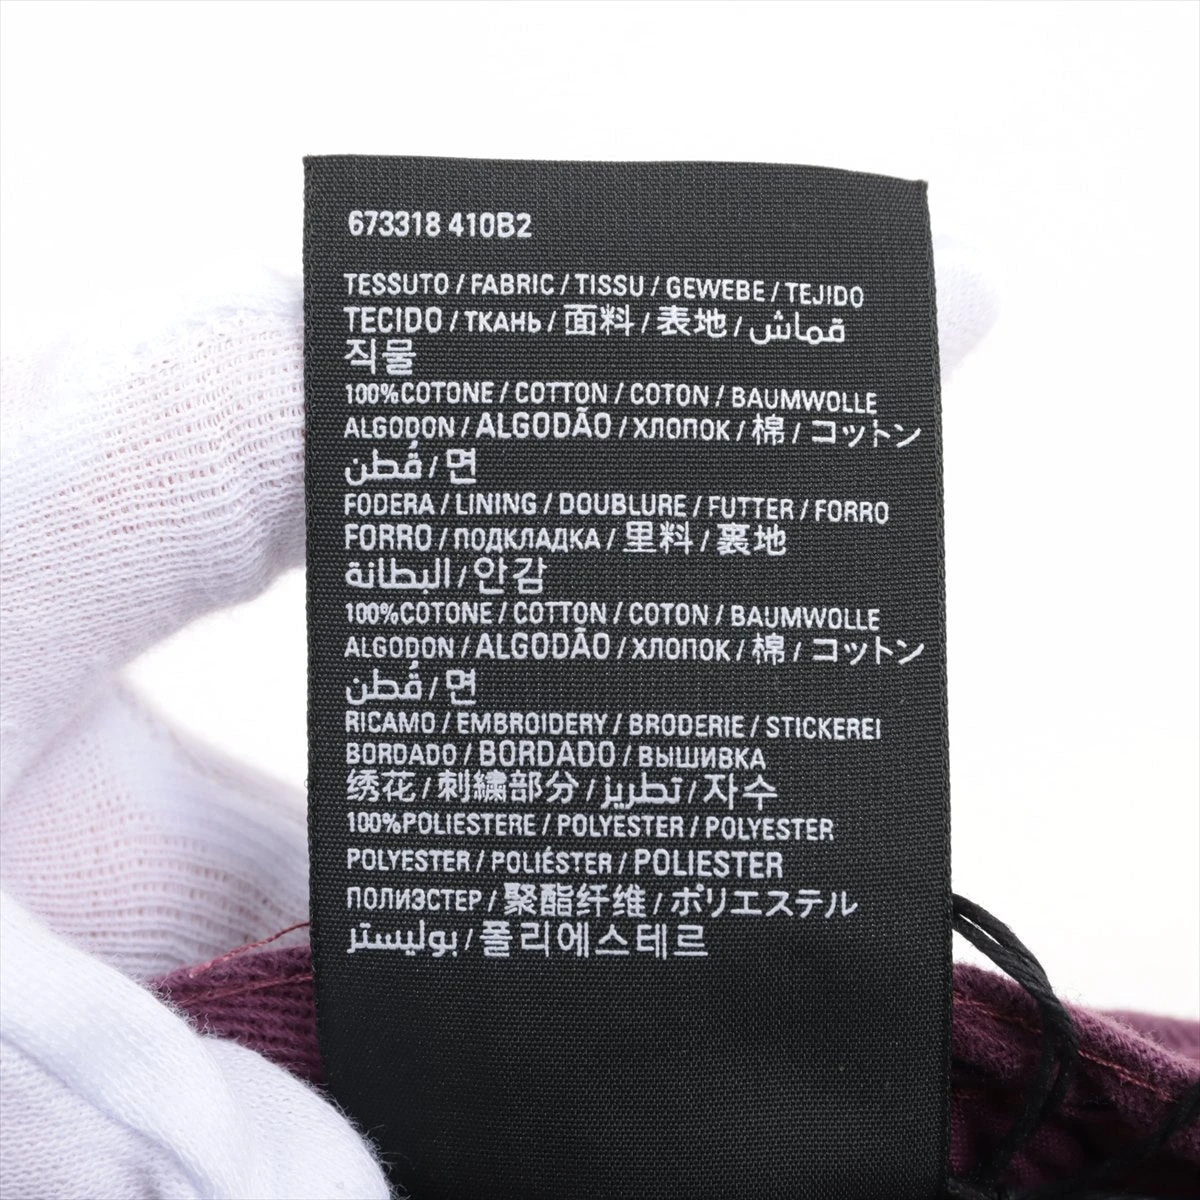 673318 410B2
TESSUTO / FABRIC / TISSU / GEWEBE / TEJIDO
TECIDO / ТКАНЬ / 面料 / 表地 / قماش
직물
100%COTONE / COTTON / COTON / BAUMWOLLE
ALGODON / ALGODÃO / ХЛОПОК / 棉 / コットン
قُطن / 면
FODERA / LINING / DOUBLURE / FUTTER / FORRO
FORRO / ПОДКЛАДКА / 里料 / 裏地
البطانة / 안감
100%COTONE / COTTON / COTON / BAUMWOLLE
ALGODON / ALGODÃO / ХЛОПОК / 棉 / コットン
قُطن / 면
RICAMO / EMBROIDERY / BRODERIE / STICKEREI
BORDADO / BORDADO / ВЫШИВКА
绣花 / 刺繍部分 / تطريز / 자수
100%POLIESTERE / POLYESTER / POLYESTER
POLYESTER / POLIÉSTER / POLIESTER
ПОЛИЭСТЕР / 聚酯纤维 / ポリエステル
بوليستر / 폴리에스테르